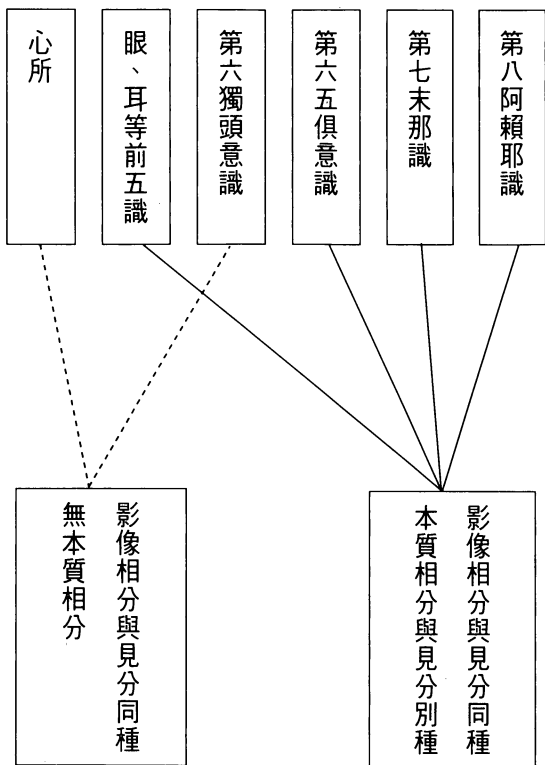 第八阿賴耶識
第七末那識
第六五俱意識
第六獨頭意識
眼、耳等前五識
心所
影像相分與見分同種
本質相分與見分別種
影像相分與見分同種
無本質相分